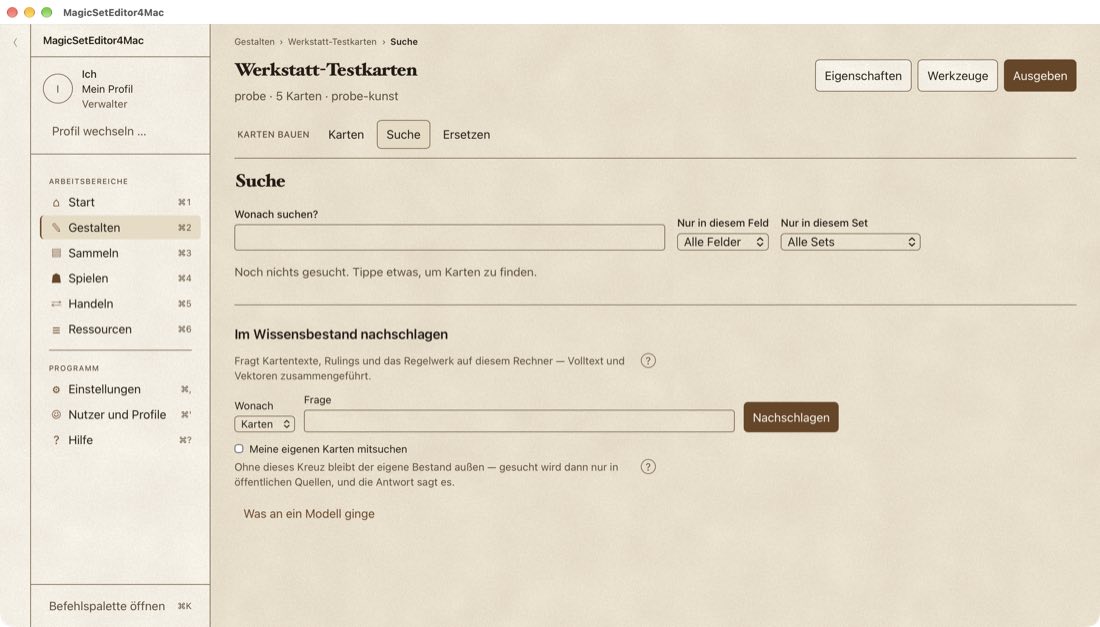 MagicSetEditor4Mac
MagicSetEditor4Mac
I
Ich
Mein Profil
Verwalter
Profil wechseln ...
ARBEITSBEREICHE
Start ⌘1
Gestalten ⌘2
Sammeln ⌘3
Spielen ⌘4
Handeln ⌘5
Ressourcen ⌘6
PROGRAMM
Einstellungen ⌘,
Nutzer und Profile ⌘'
? Hilfe ⌘?
Befehlspalette öffnen ⌘K
Gestalten › Werkstatt-Testkarten › Suche
Werkstatt-Testkarten
probe · 5 Karten · probe-kunst
Eigenschaften Werkzeuge Ausgeben
KARTEN BAUEN Karten Suche Ersetzen
Suche
Wonach suchen?
Nur in diesem Feld Nur in diesem Set
Alle Felder Alle Sets
Noch nichts gesucht. Tippe etwas, um Karten zu finden.
Im Wissensbestand nachschlagen
Fragt Kartentexte, Rulings und das Regelwerk auf diesem Rechner — Volltext und ?
Vektoren zusammengeführt.
Wonach Frage
Karten Nachschlagen
Meine eigenen Karten mitsuchen
Ohne dieses Kreuz bleibt der eigene Bestand außen — gesucht wird dann nur in ?
öffentlichen Quellen, und die Antwort sagt es.
Was an ein Modell ginge